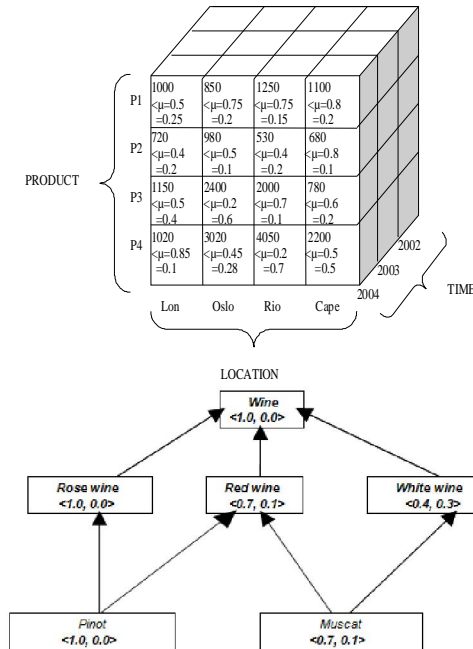 P1
1000 850 1250 1100
<μ=0.5 <μ=0.75 <μ=0.75 <μ=0.8
=0.25 =0.2 =0.15 =0.2
P2
720 980 530 680
<μ=0.4 <μ=0.5 <μ=0.4 <μ=0.8
=0.2 =0.1 =0.2 =0.1
PRODUCT
P3
1150 2400 2000 780
<μ=0.5 <μ=0.2 <μ=0.7 <μ=0.6
=0.4 =0.6 =0.1 =0.2
P4
1020 3020 4050 2200
<μ=0.85 <μ=0.45 <μ=0.2 <μ=0.5
=0.1 =0.28 =0.7 =0.5
2002
2003
2004
TIME
Lon Oslo Rio Cape
LOCATION
Wine
<1.0, 0.0>
Rose wine
<1.0, 0.0>
Red wine
<0.7, 0.1>
White wine
<0.4, 0.3>
Pinot
<1.0, 0.0>
Muscat
<0.7, 0.1>